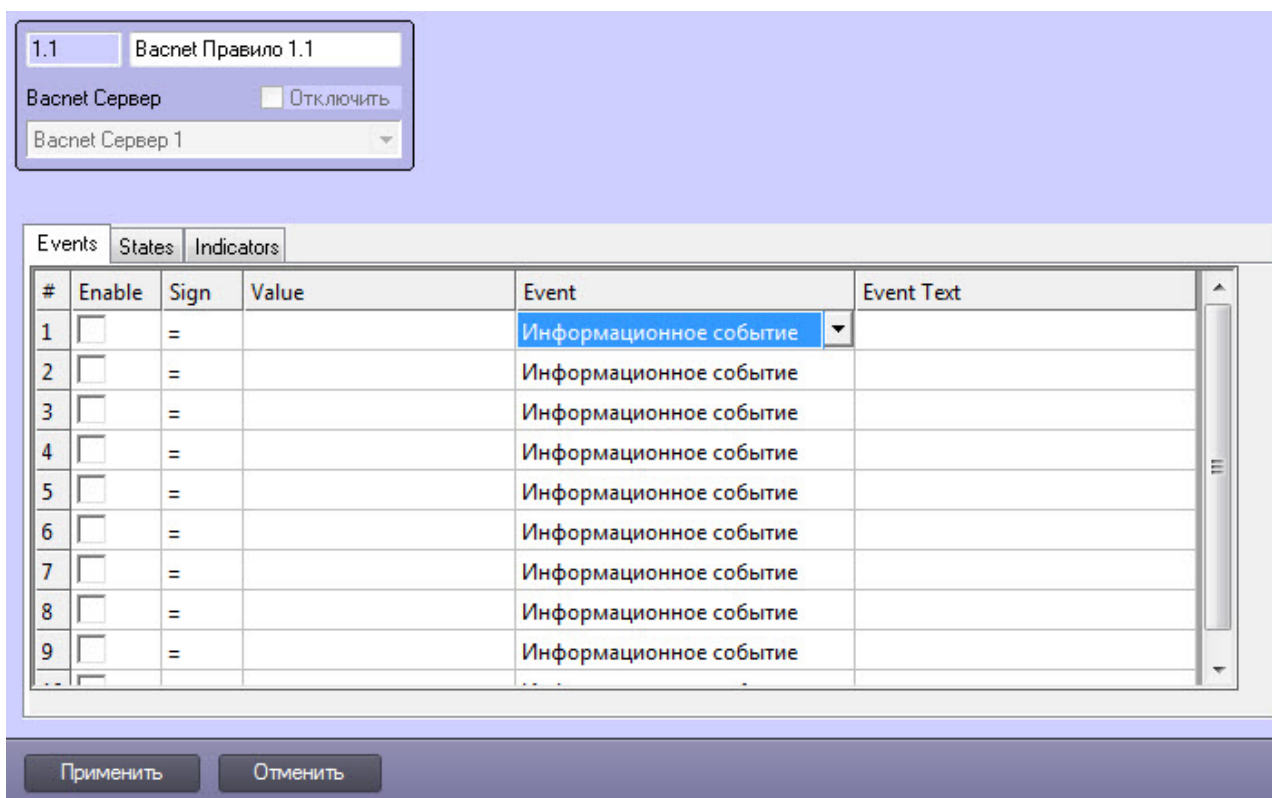 1.1 Bacnet Правило 1.1
Bacnet Сервер Отключить
Bacnet Сервер 1
Events States Indicators
# Enable Sign Value Event Event Text
1 = Информационное событие
2 = Информационное событие
3 = Информационное событие
4 = Информационное событие
5 = Информационное событие
6 = Информационное событие
7 = Информационное событие
8 = Информационное событие
9 = Информационное событие
Применить Отменить